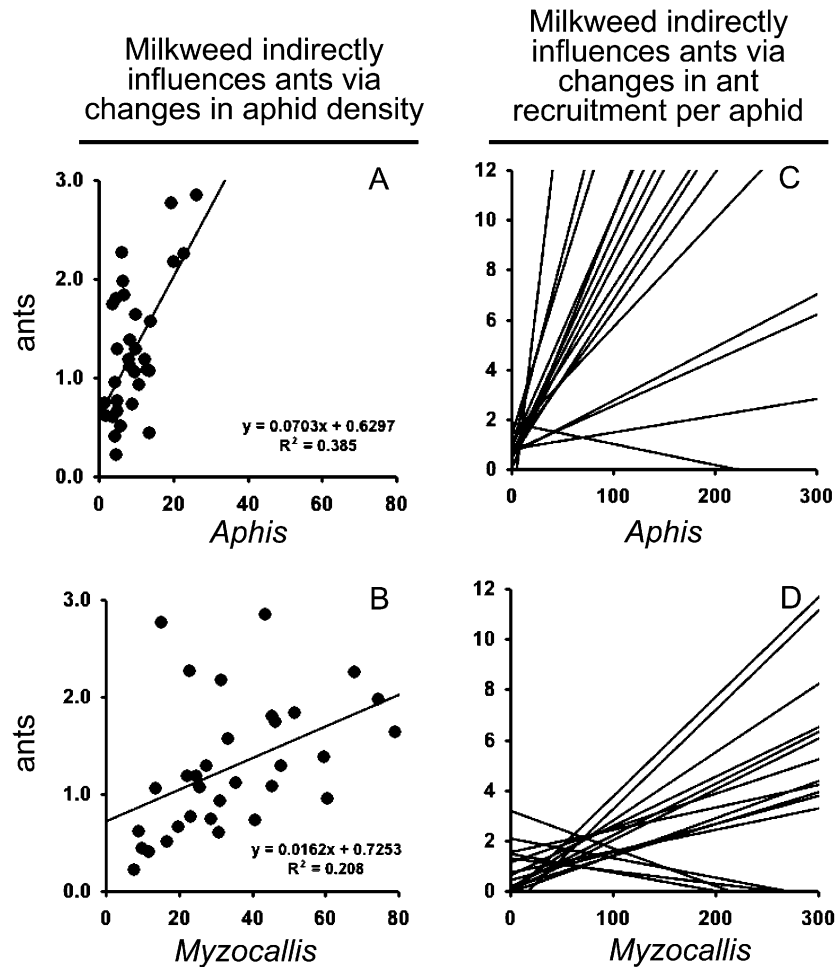 Milkweed indirectly
influences ants via
changes in aphid density
Milkweed indirectly
influences ants via
changes in ant
recruitment per aphid
A
3.0
2.0
1.0
0.0
ants
y = 0.0703x + 0.6297
R² = 0.385
0 20 40 60 80
Aphis
C
12
10
8
6
4
2
0
0 100 200 300
Aphis
B
3.0
2.0
1.0
0.0
ants
y = 0.0162x + 0.7253
R² = 0.208
0 20 40 60 80
Myzocallis
D
12
10
8
6
4
2
0
0 100 200 300
Myzocallis